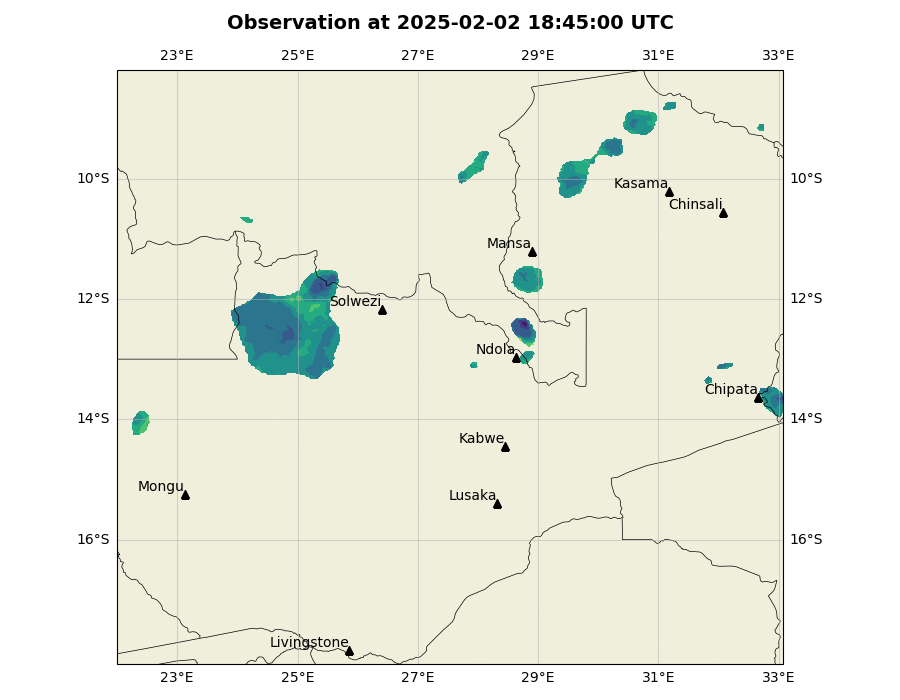 Observation at 2025-02-02 18:45:00 UTC
23°E 25°E 27°E 29°E 31°E 33°E
10°S 10°S
Kasama
Chinsali
Mansa
12°S 12°S
Solwezi
Ndola
Chipata
14°S 14°S
Kabwe
Mongu
Lusaka
16°S 16°S
Livingstone
23°E 25°E 27°E 29°E 31°E 33°E